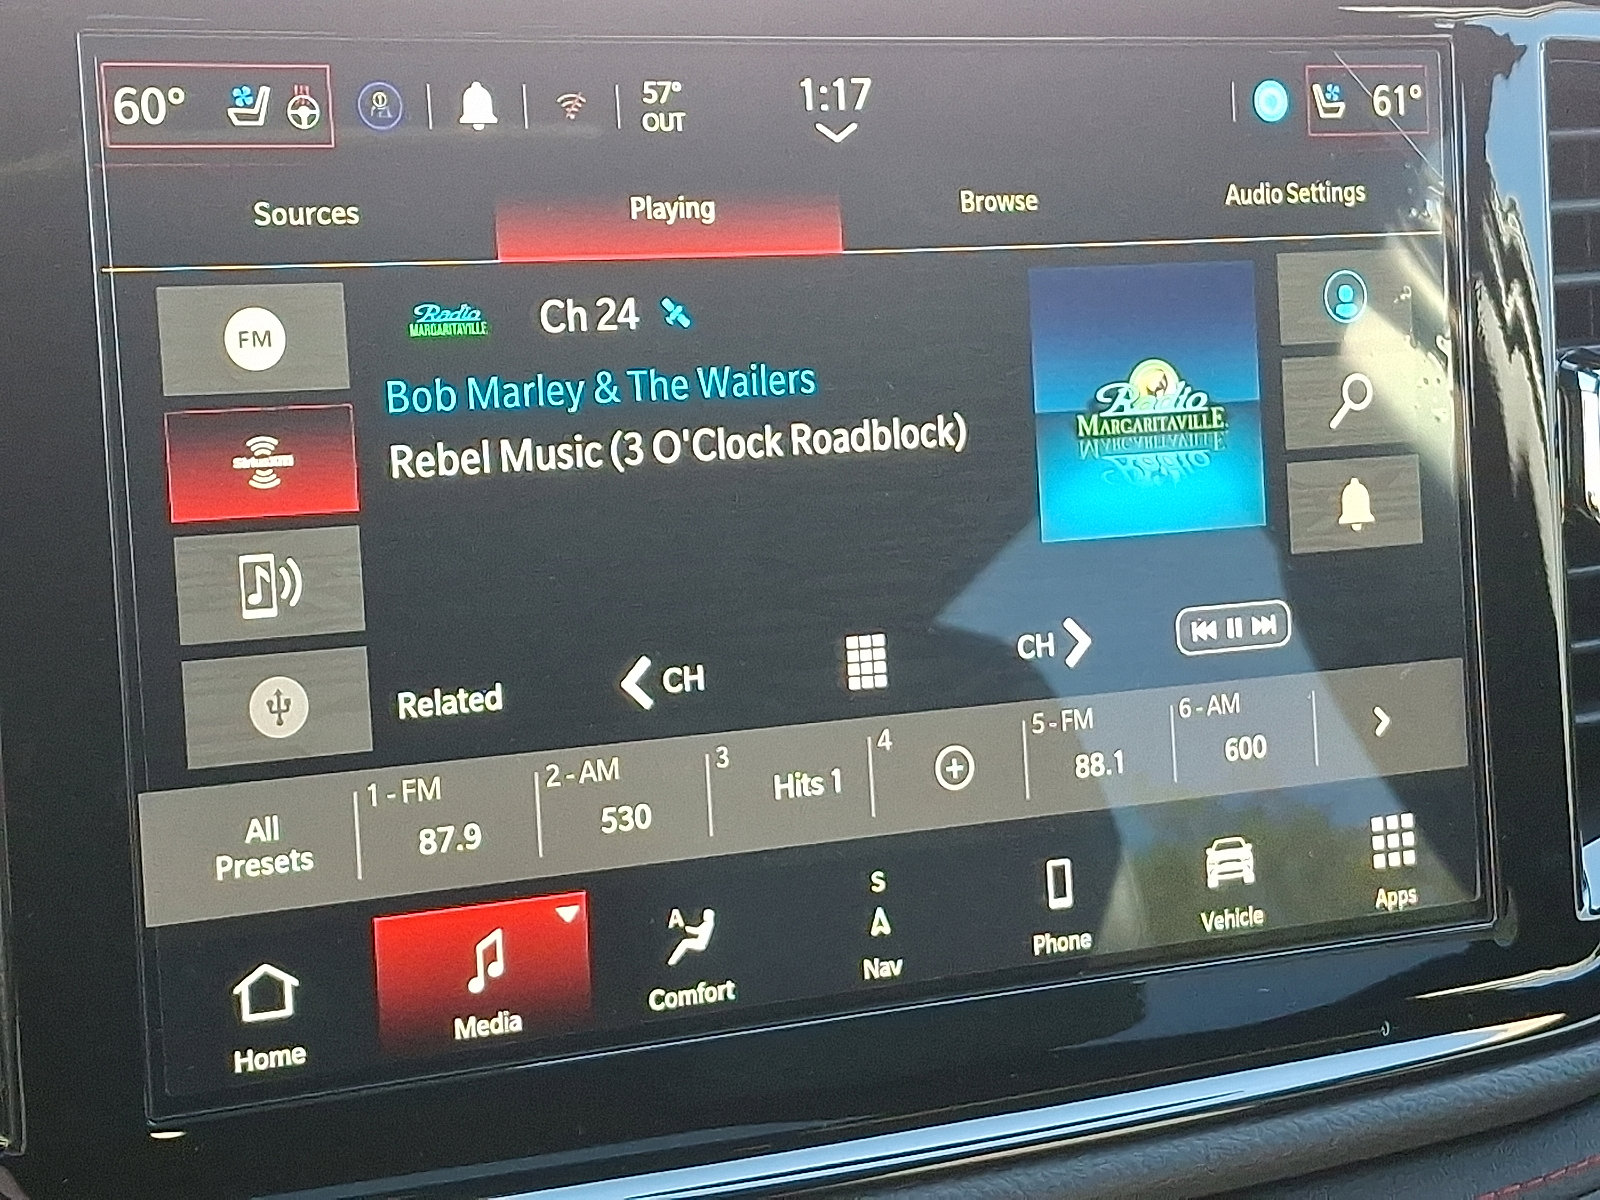 60°
57°
OUT
1:17
61°
Sources
Playing
Browse
Audio Settings
FM
Radio
MARGARITAVILLE
Ch 24
Bob Marley & The Wailers
Rebel Music (3 O'Clock Roadblock)
Radio
MARGARITAVILLE
SiriusXM
Related
CH
CH
All
Presets
1 - FM
87.9
2 - AM
530
3
Hits 1
4
5 - FM
88.1
6 - AM
600
Home
Media
A
Comfort
S
Nav
Phone
Vehicle
Apps